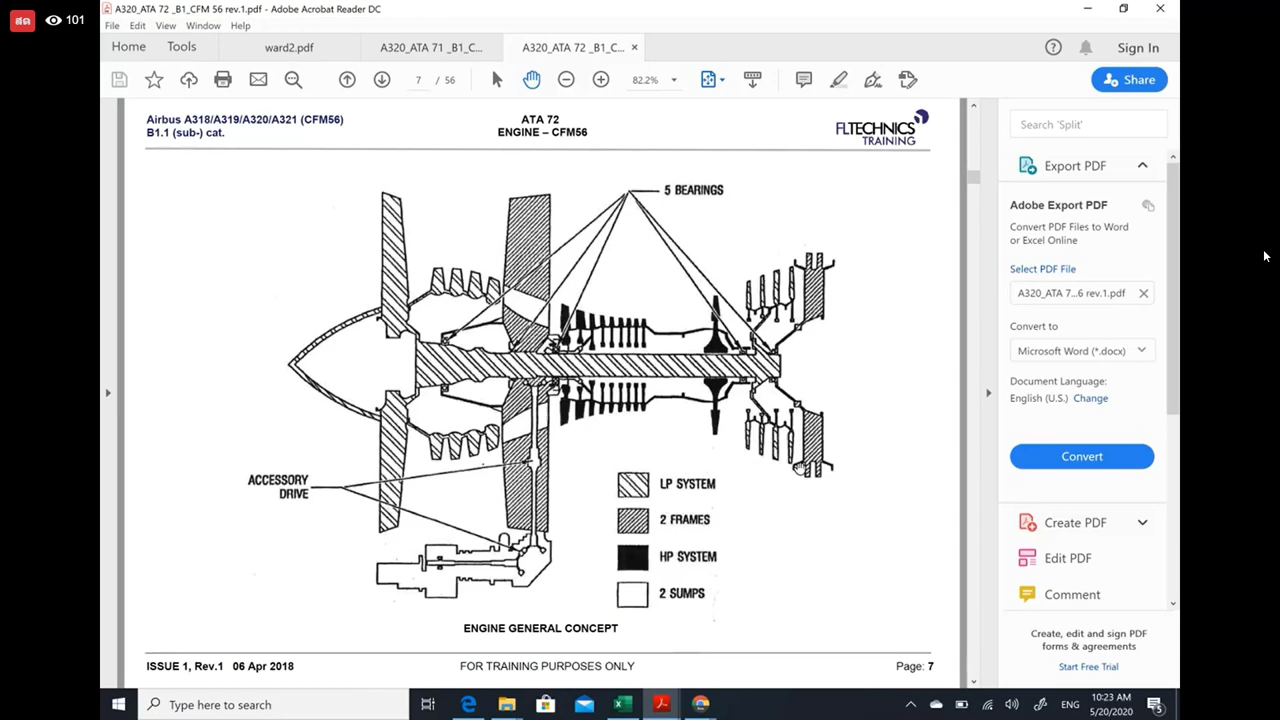 สด
101
A320_ATA 72 _B1_CFM 56 rev.1.pdf - Adobe Acrobat Reader DC
File Edit View Window Help
Home Tools ward2.pdf A320_ATA 71 _B1_C... A320_ATA 72 _B1_C... ×
Sign In
7 / 56 82.2%
Share
Airbus A318/A319/A320/A321 (CFM56)
B1.1 (sub-) cat.
ATA 72
ENGINE – CFM56
FLTECHNICS
TRAINING
5 BEARINGS
ACCESSORY
DRIVE
LP SYSTEM
2 FRAMES
HP SYSTEM
2 SUMPS
ENGINE GENERAL CONCEPT
ISSUE 1, Rev.1 06 Apr 2018
FOR TRAINING PURPOSES ONLY
Page: 7
Search 'Split'
Export PDF
Adobe Export PDF
Convert PDF Files to Word
or Excel Online
Select PDF File
A320_ATA 7...6 rev.1.pdf
Convert to
Microsoft Word (*.docx)
Document Language:
English (U.S.) Change
Convert
Create PDF
Edit PDF
Comment
Create, edit and sign PDF
forms & agreements
Start Free Trial
Type here to search
ENG
10:23 AM
5/20/2020
5